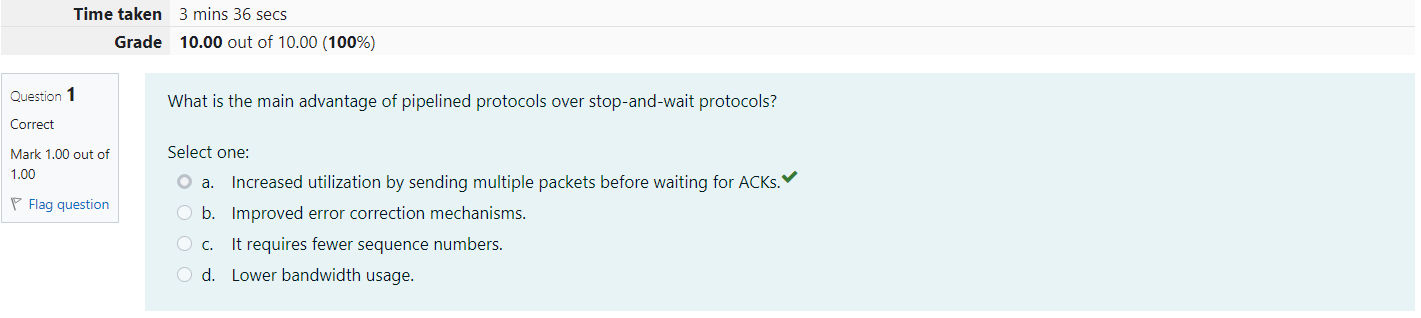 Time taken 3 mins 36 secs
Grade 10.00 out of 10.00 (100%)
Question 1
Correct
Mark 1.00 out of
1.00
Flag question
What is the main advantage of pipelined protocols over stop-and-wait protocols?
Select one:
a. Increased utilization by sending multiple packets before waiting for ACKs.
b. Improved error correction mechanisms.
c. It requires fewer sequence numbers.
d. Lower bandwidth usage.